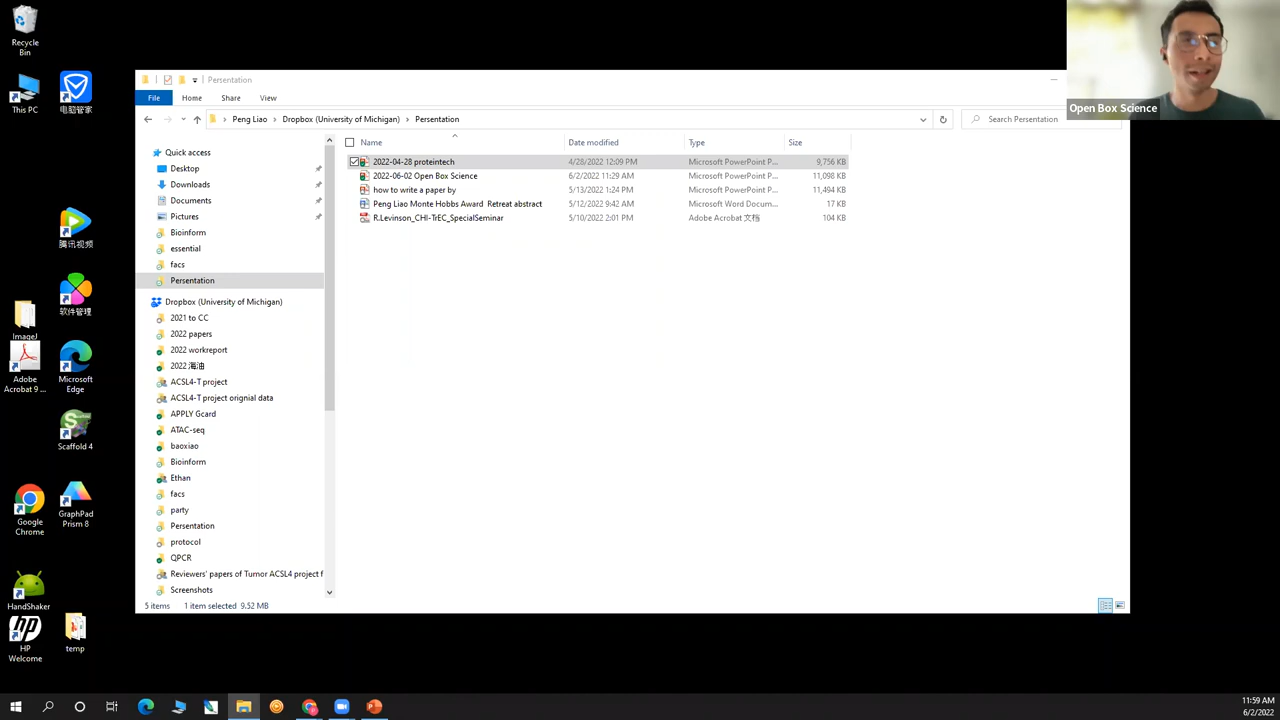 Recycle Bin
This PC
电脑管家
腾讯视频
ImageJ
软件管理
Adobe Acrobat 9 ...
Microsoft Edge
Scaffold 4
Google Chrome
GraphPad Prism 8
HandShaker
HP Welcome
temp
Persentation
File Home Share View
Peng Liao > Dropbox (University of Michigan) > Persentation
Search Persentation
Name Date modified Type Size
2022-04-28 proteintech 4/28/2022 12:09 PM Microsoft PowerPoint P... 9,756 KB
2022-06-02 Open Box Science 6/2/2022 11:29 AM Microsoft PowerPoint P... 11,098 KB
how to write a paper by 5/13/2022 1:24 PM Microsoft PowerPoint P... 11,494 KB
Peng Liao Monte Hobbs Award Retreat abstract 5/12/2022 9:42 AM Microsoft Word Docum... 19 KB
R.Levinson_CHI-TrEC_SpecialSeminar 5/10/2022 2:01 PM Adobe Acrobat 文档 104 KB
Quick access
Desktop
Downloads
Documents
Pictures
Bioinform
essential
facs
Persentation
Dropbox (University of Michigan)
2021 to CC
2022 papers
2022 workreport
2022 海油
ACSL4-T project
ACSL4-T project orignial data
APPLY Gcard
ATAC-seq
baoxiao
Bioinform
Ethan
facs
party
Persentation
protocol
QPCR
Reviewers' papers of Tumor ACSL4 project f
Screenshots
5 items 1 item selected 9.52 MB
Open Box Science
11:59 AM
6/2/2022